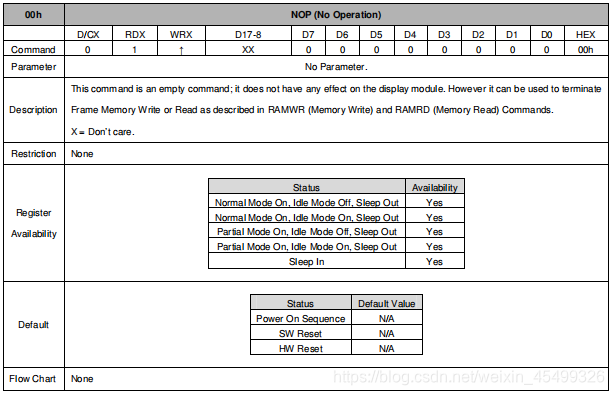 00h NOP (No Operation)
D/CX RDX WRX D17-8 D7 D6 D5 D4 D3 D2 D1 D0 HEX
Command 0 1 ↑ XX 0 0 0 0 0 0 0 0 00h
Parameter No Parameter.
This command is an empty command; it does not have any effect on the display module. However it can be used to terminate
Description Frame Memory Write or Read as described in RAMWR (Memory Write) and RAMRD (Memory Read) Commands.
X = Don't care.
Restriction None
Register
Availability
Status Availability
Normal Mode On, Idle Mode Off, Sleep Out Yes
Normal Mode On, Idle Mode On, Sleep Out Yes
Partial Mode On, Idle Mode Off, Sleep Out Yes
Partial Mode On, Idle Mode On, Sleep Out Yes
Sleep In Yes
Default
Status Default Value
Power On Sequence N/A
SW Reset N/A
HW Reset N/A
Flow Chart None
https://blog.csdn.net/weixin_45499326